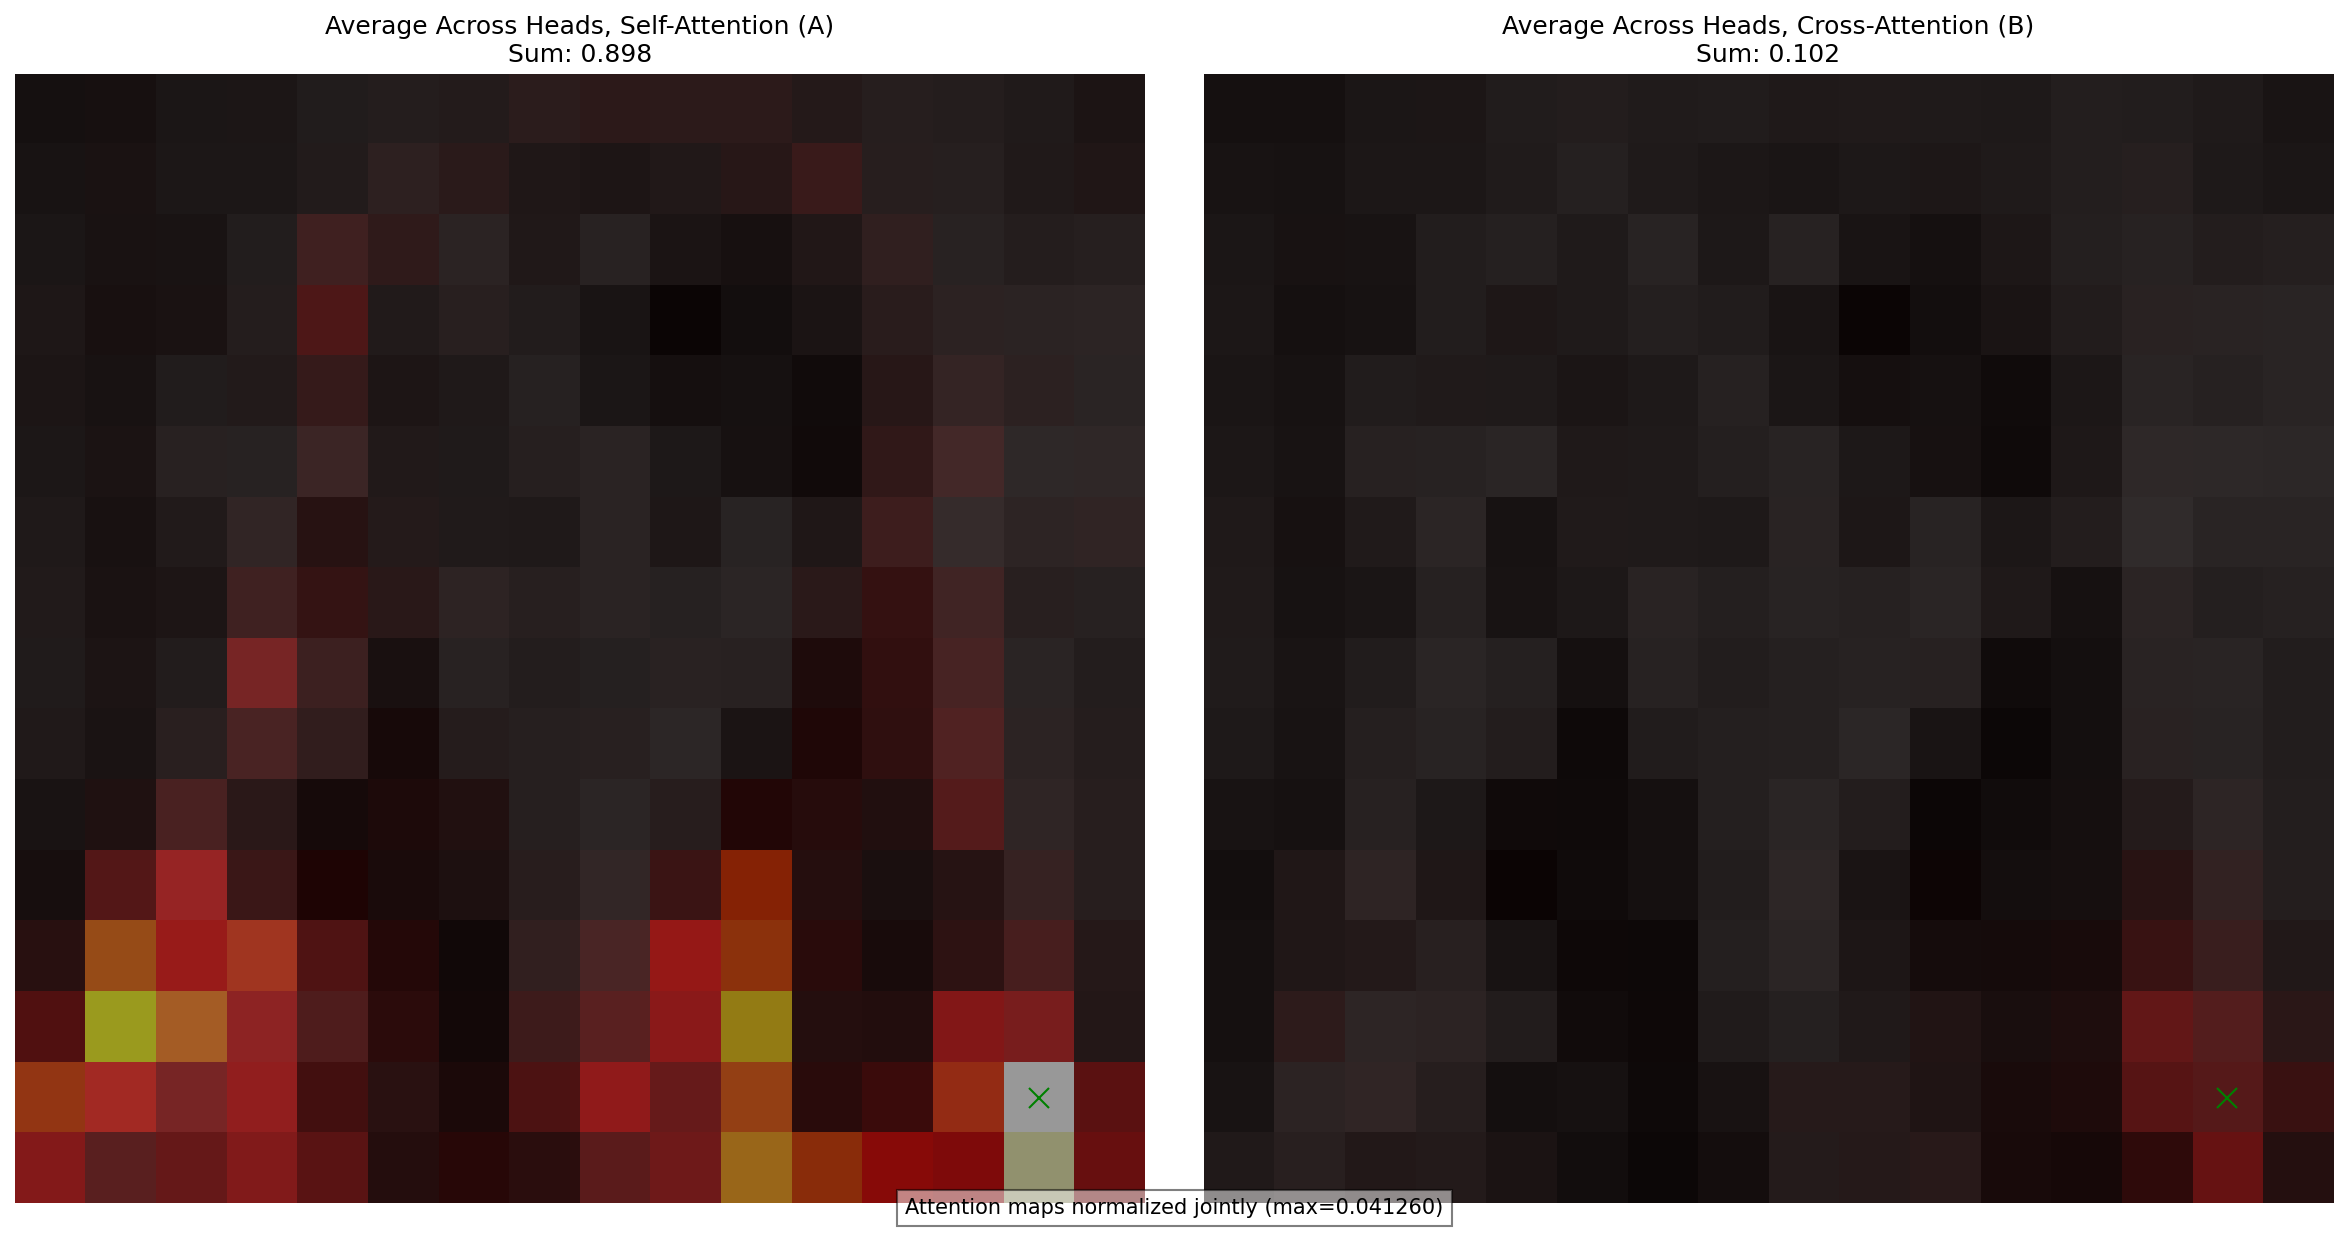 Average Across Heads, Self-Attention (A)
Sum: 0.898
Average Across Heads, Cross-Attention (B)
Sum: 0.102
Attention maps normalized jointly (max=0.041260)